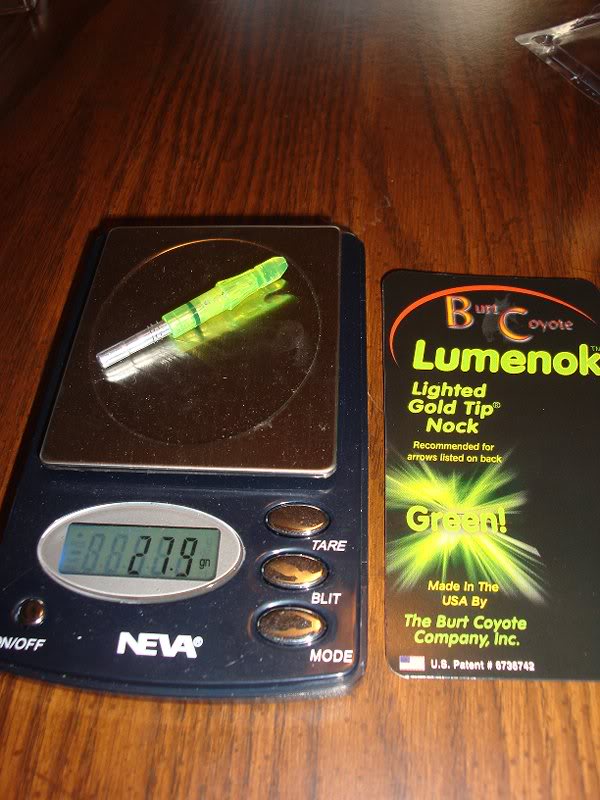 27.9 gn
TARE
BLIT
MODE
ON/OFF
NEVA®
Burt Coyote
Lumenok™
Lighted
Gold Tip®
Nock
Recommended for
arrows listed on back
Green!
Made In The
USA By
The Burt Coyote
Company, Inc.
U.S. Patent # 6736742